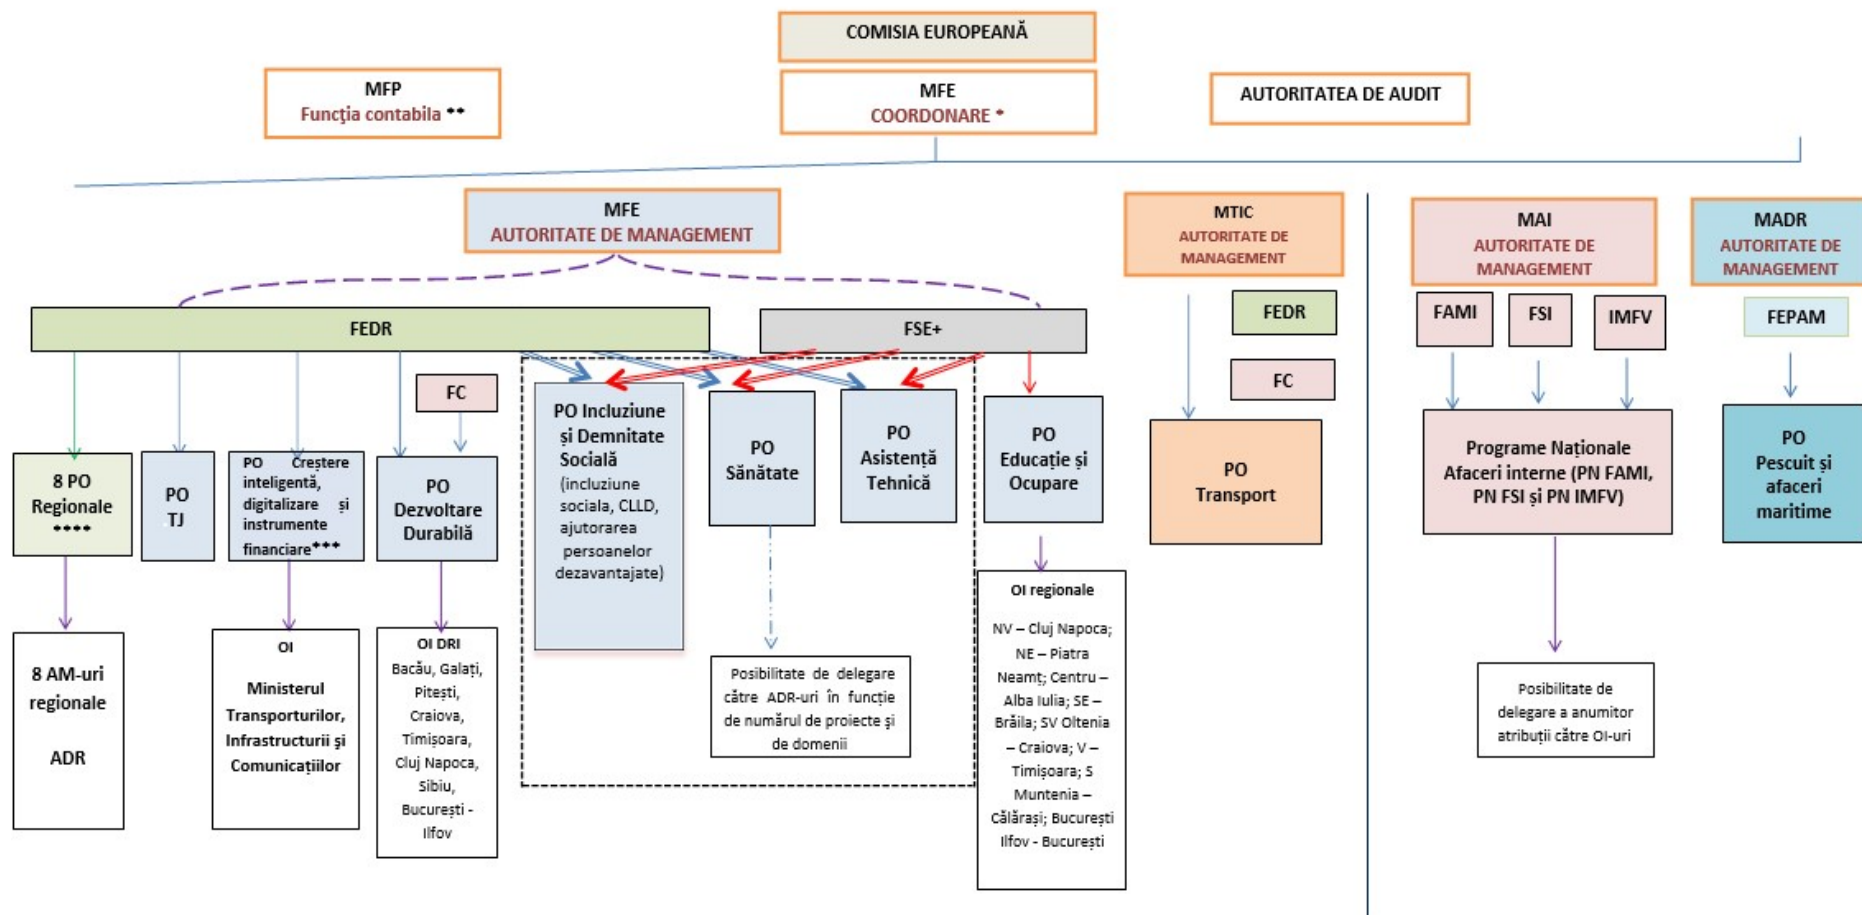 COMISIA EUROPEANĂ
MFP
Funcţia contabila **
MFE
COORDONARE *
AUTORITATEA DE AUDIT
MFE
AUTORITATE DE MANAGEMENT
MTIC
AUTORITATE DE
MANAGEMENT
MAI
AUTORITATE DE
MANAGEMENT
MADR
AUTORITATE DE
MANAGEMENT
FEDR
FSE+
FEDR
FC
FAMI
FSI
IMFV
FEPAM
FC
8 PO
Regionale
****
PO
.TJ
PO Creștere
inteligentă,
digitalizare și
instrumente
financiare***
PO
Dezvoltare
Durabilă
PO Incluziune
și Demnitate
Socială
(incluziune
sociala, CLLD,
ajutorarea
persoanelor
dezavantajate)
PO
Sănătate
PO
Asistență
Tehnică
PO
Educație și
Ocupare
PO
Transport
Programe Naționale
Afaceri interne (PN FAMI,
PN FSI și PN IMFV)
PO
Pescuit și
afaceri
maritime
8 AM-uri
regionale
ADR
OI
Ministerul
Transporturilor,
Infrastructurii şi
Comunicațiilor
OI DRI
Bacău, Galați,
Pitești,
Craiova,
Timișoara,
Cluj Napoca,
Sibiu,
București -
Ilfov
Posibilitate de delegare
către ADR-uri în funcție
de numărul de proiecte și
de domenii
OI regionale
NV – Cluj Napoca;
NE – Piatra
Neamț; Centru –
Alba Iulia; SE –
Brăila; SV Oltenia
– Craiova; V –
Timișoara; S
Muntenia –
Călărași; București
Ilfov - București
Posibilitate de
delegare a anumitor
atribuții către OI-uri